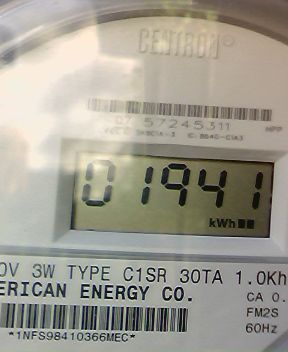 CENTRON®
07 57245311
01941
kWh
0V 3W TYPE C1SR 30TA 1.0Kh
ERICAN ENERGY CO.
CA 0.
FM2S
60Hz
*1NFS98410366MEC*